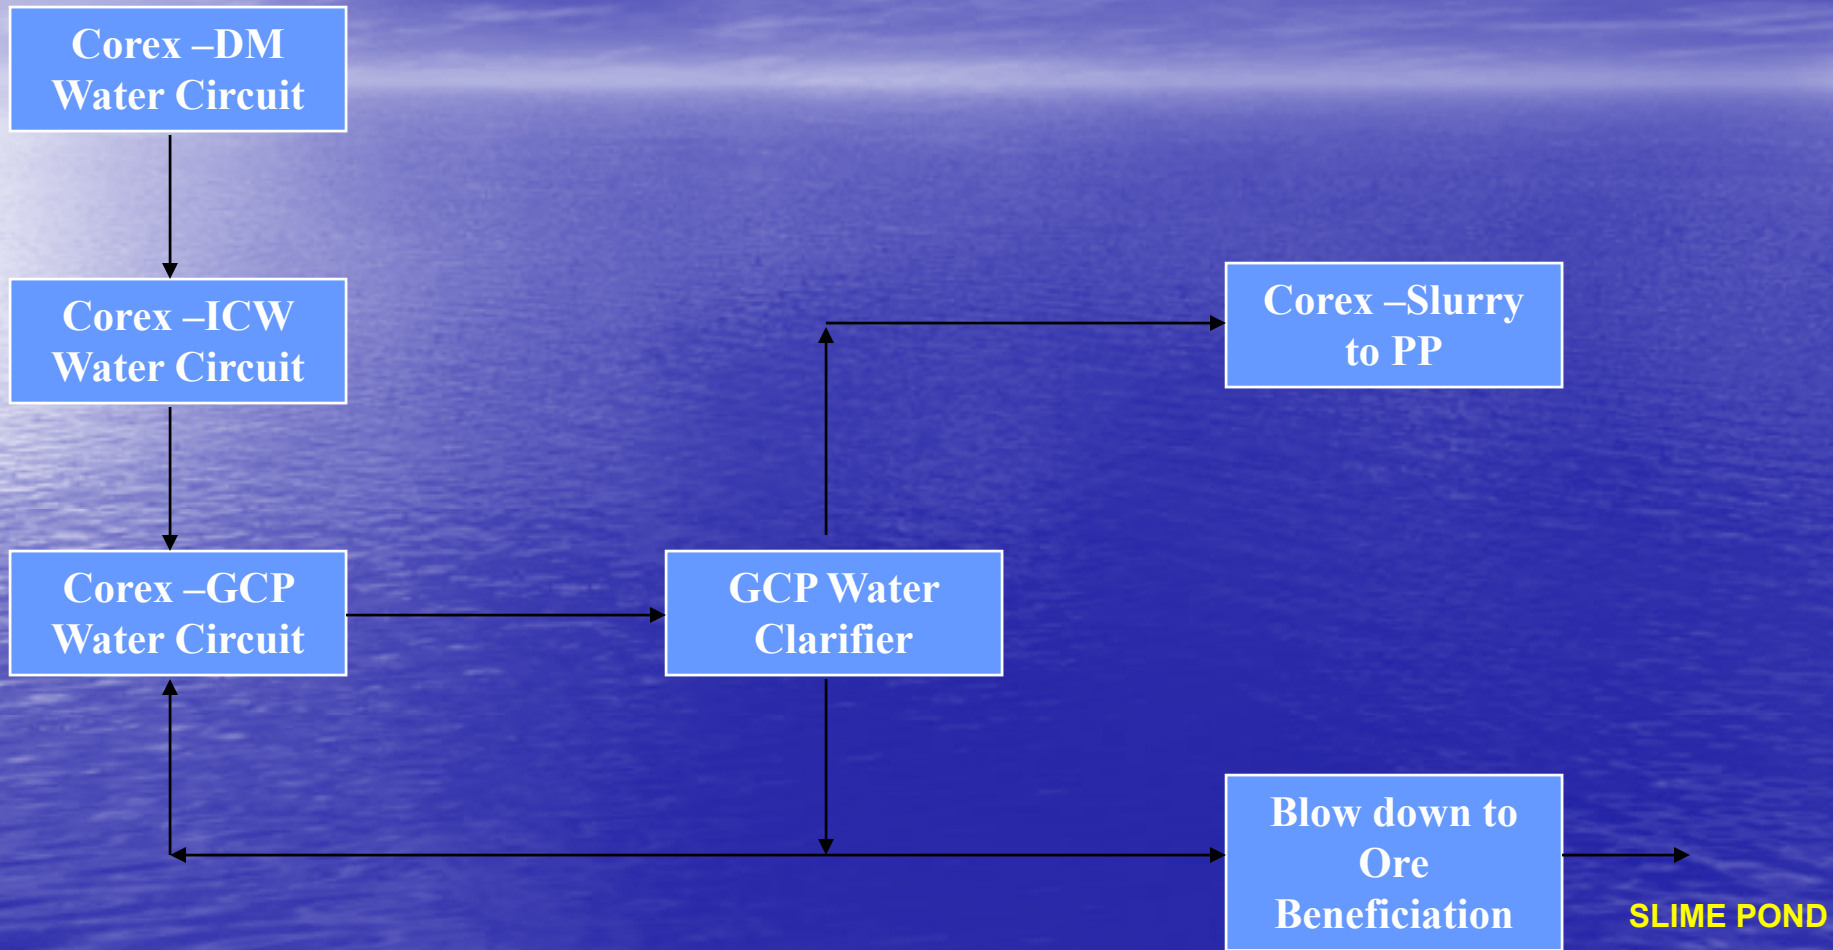 Corex –DM
Water Circuit
Corex –ICW
Water Circuit
Corex –Slurry
to PP
Corex –GCP
Water Circuit
GCP Water
Clarifier
Blow down to
Ore
Beneficiation
SLIME POND